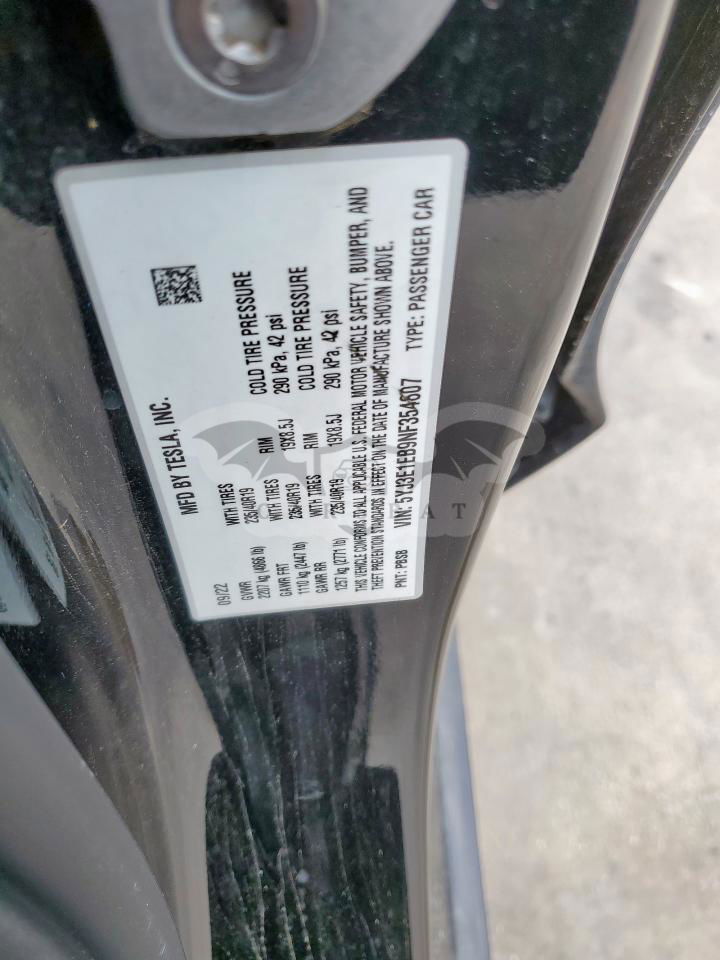 MFD BY TESLA, INC.
09/22
GVWR WITH TIRES RIM COLD TIRE PRESSURE
2207 kg (4866 lb) 235/40R19 19X8.5J 290 kPa, 42 psi
GAWR FRT WITH TIRES RIM COLD TIRE PRESSURE
1110 kg (2447 lb) 235/40R19 19X8.5J 290 kPa, 42 psi
GAWR RR WITH TIRES
1257 kg (2771 lb) 235/40R19 19X8.5J 290 kPa, 42 psi
THIS VEHICLE CONFORMS TO ALL APPLICABLE U.S. FEDERAL MOTOR VEHICLE SAFETY, BUMPER, AND
THEFT PREVENTION STANDARDS IN EFFECT ON THE DATE OF MANUFACTURE SHOWN ABOVE.
PNT: PBSB VIN: 5YJ3E1EB9NF354607 TYPE: PASSENGER CAR